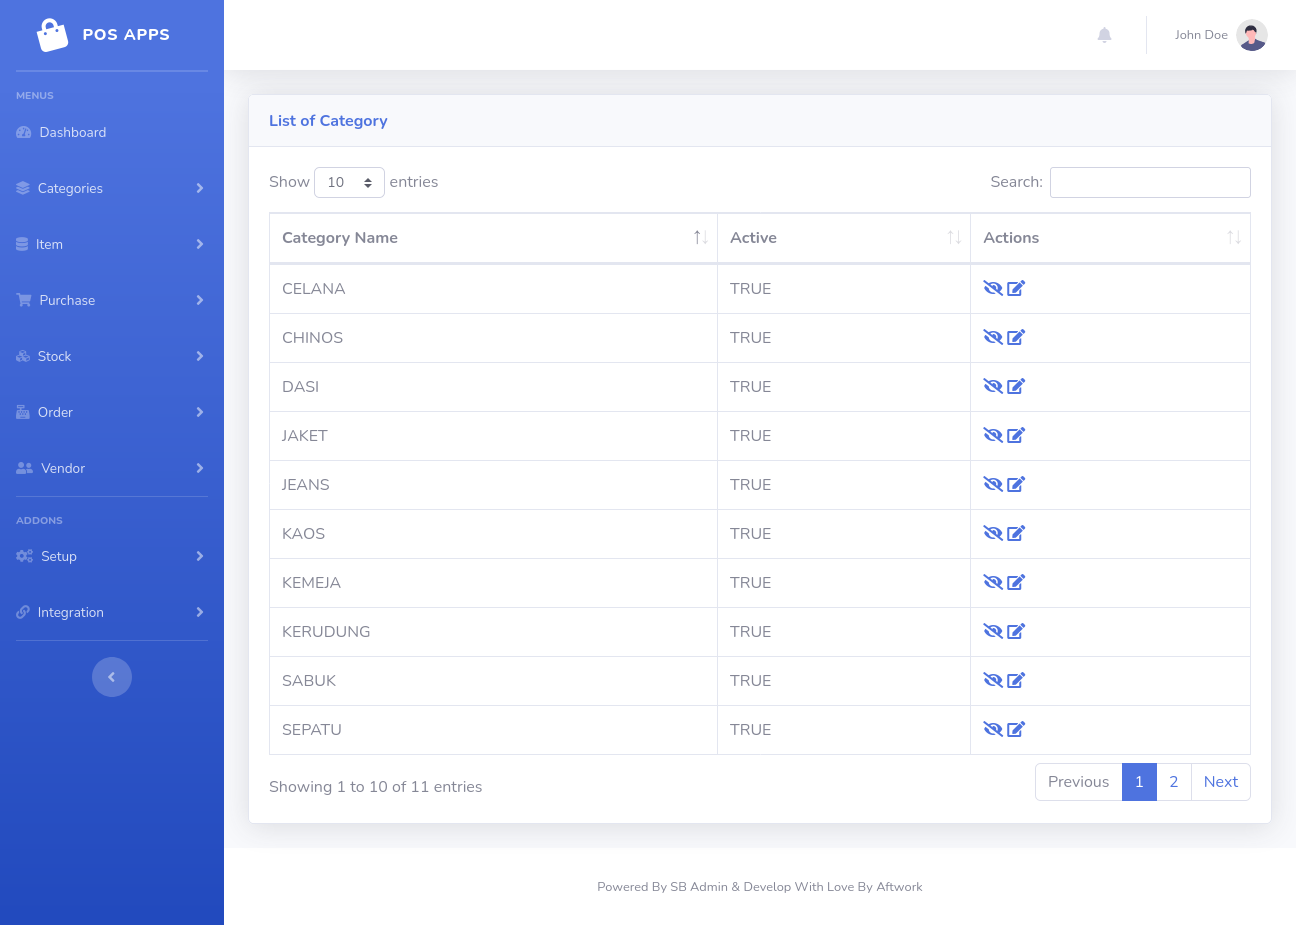 POS APPS
John Doe
MENUS
Dashboard
Categories
Item
Purchase
Stock
Order
Vendor
ADDONS
Setup
Integration
List of Category
Show 10 entries
Search:
Category Name Active Actions
CELANA TRUE
CHINOS TRUE
DASI TRUE
JAKET TRUE
JEANS TRUE
KAOS TRUE
KEMEJA TRUE
KERUDUNG TRUE
SABUK TRUE
SEPATU TRUE
Showing 1 to 10 of 11 entries
Previous 1 2 Next
Powered By SB Admin & Develop With Love By Aftwork